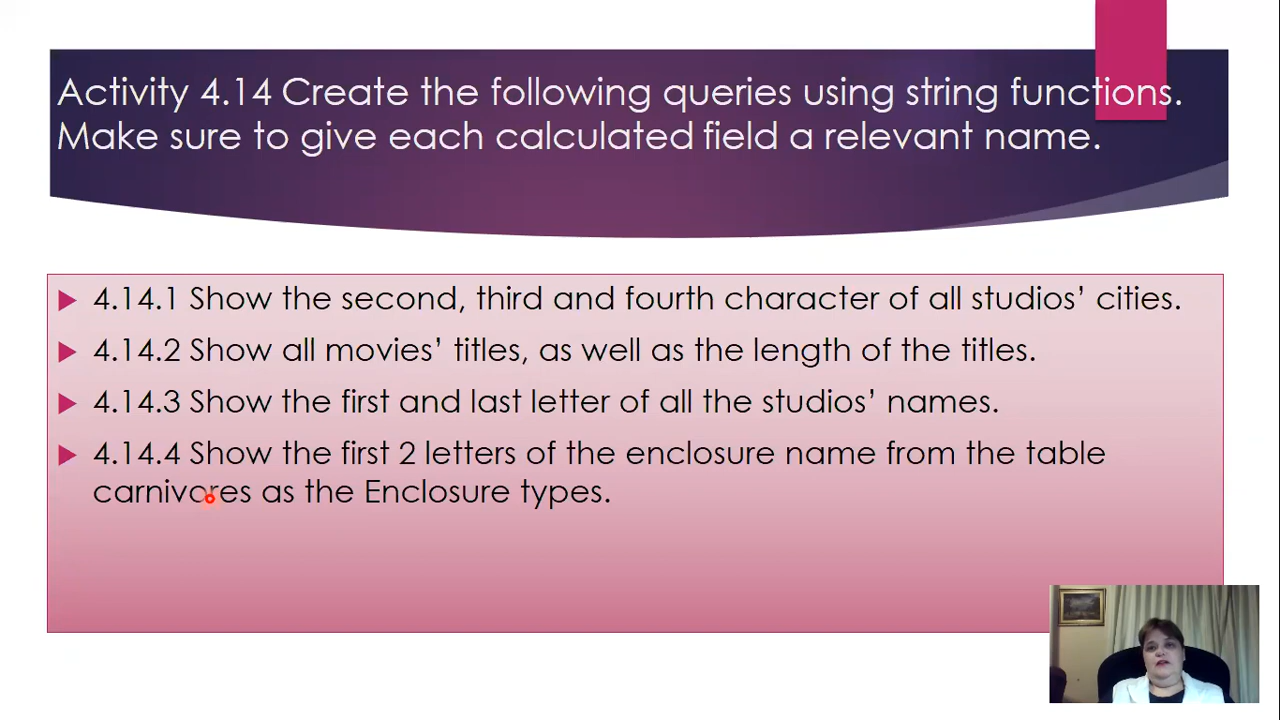 Activity 4.14 Create the following queries using string functions.
Make sure to give each calculated field a relevant name.
4.14.1 Show the second, third and fourth character of all studios’ cities.
4.14.2 Show all movies’ titles, as well as the length of the titles.
4.14.3 Show the first and last letter of all the studios’ names.
4.14.4 Show the first 2 letters of the enclosure name from the table
carnivores as the Enclosure types.